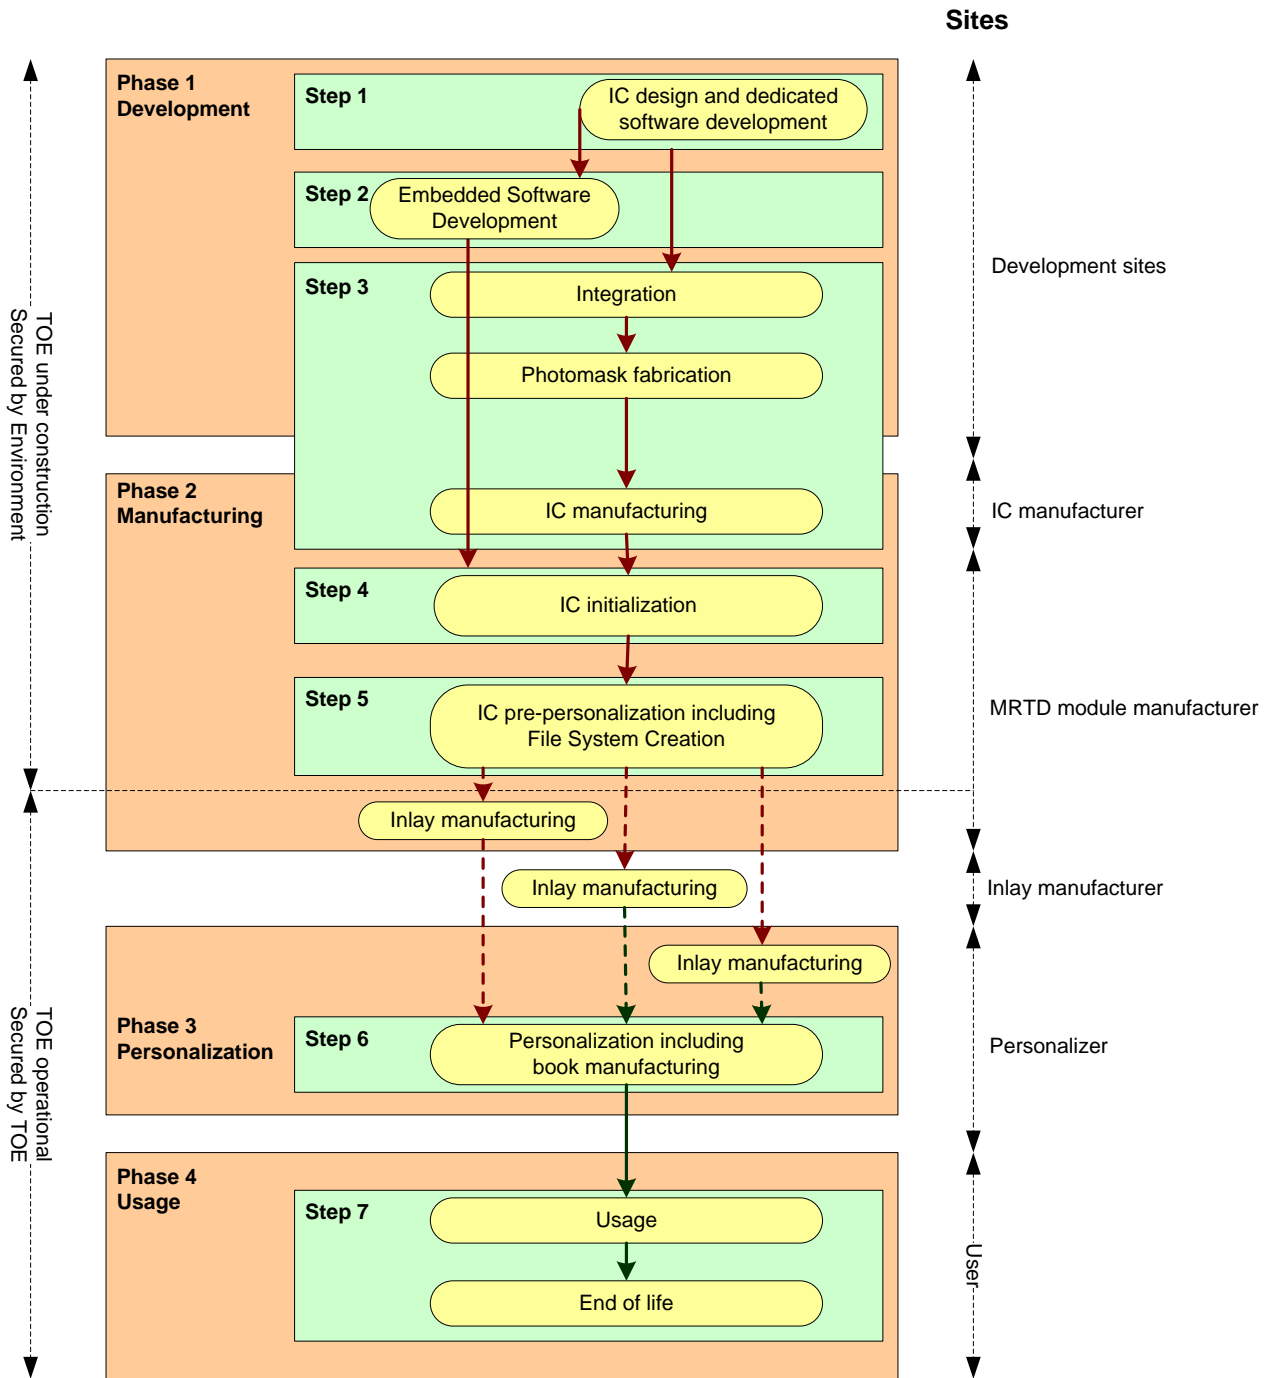 Sites
Phase 1
Development
Step 1
IC design and dedicated
software development
Step 2
Embedded Software
Development
Step 3
Integration
Photomask fabrication
Development sites
TOE under construction
Secured by Environment
Phase 2
Manufacturing
IC manufacturing
IC manufacturer
Step 4
IC initialization
Step 5
IC pre-personalization including
File System Creation
MRTD module manufacturer
Inlay manufacturing
Inlay manufacturing
Inlay manufacturer
Inlay manufacturing
Phase 3
Personalization
Step 6
Personalization including
book manufacturing
Personalizer
TOE operational
Secured by TOE
Phase 4
Usage
Step 7
Usage
End of life
User